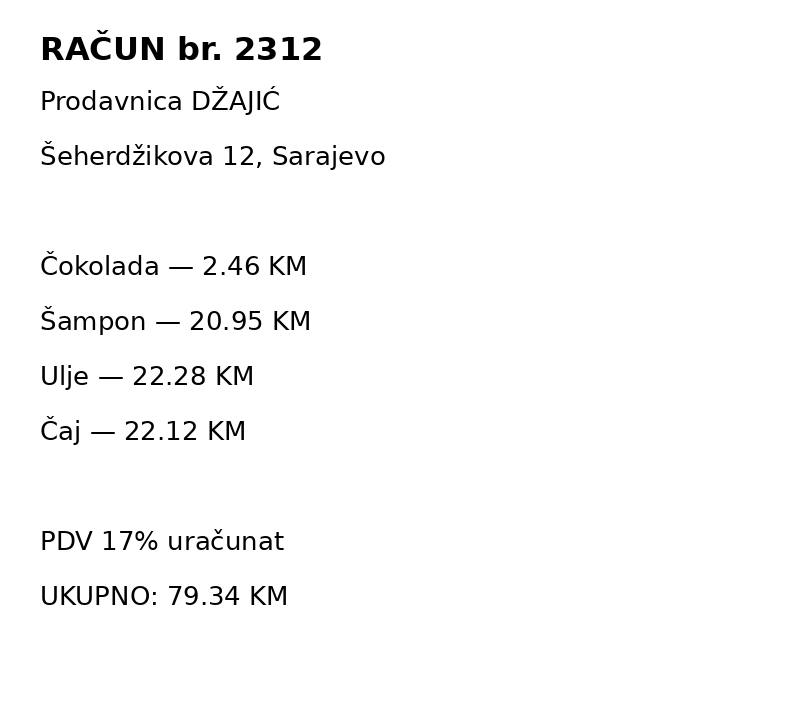 RAČUN br. 2312
Prodavnica DŽAJIĆ
Šeherdžikova 12, Sarajevo
Čokolada — 2.46 KM
Šampon — 20.95 KM
Ulje — 22.28 KM
Čaj — 22.12 KM
PDV 17% uračunat
UKUPNO: 79.34 KM